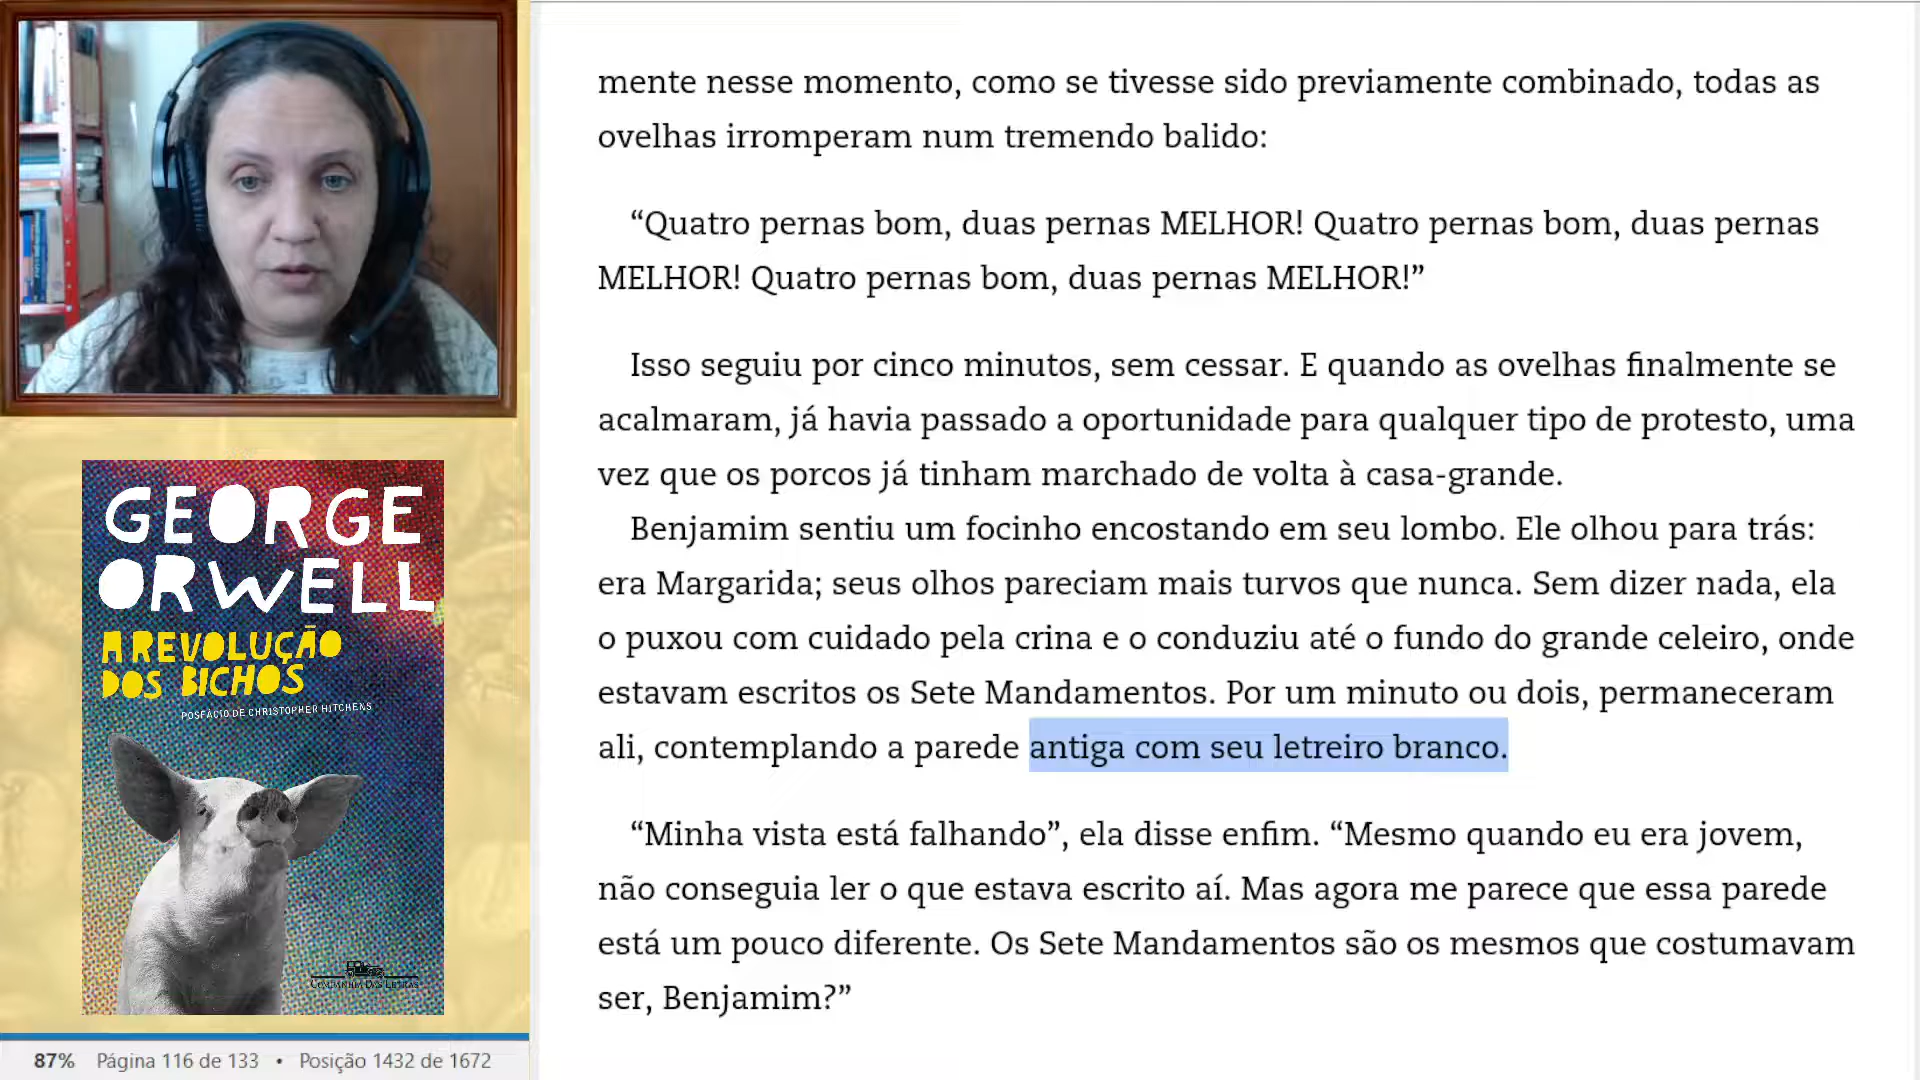 mente nesse momento, como se tivesse sido previamente combinado, todas as
ovelhas irromperam num tremendo balido:
“Quatro pernas bom, duas pernas MELHOR! Quatro pernas bom, duas pernas
MELHOR! Quatro pernas bom, duas pernas MELHOR!”
Isso seguiu por cinco minutos, sem cessar. E quando as ovelhas finalmente se
acalmaram, já havia passado a oportunidade para qualquer tipo de protesto, uma
vez que os porcos já tinham marchado de volta à casa-grande.
Benjamim sentiu um focinho encostando em seu lombo. Ele olhou para trás:
era Margarida; seus olhos pareciam mais turvos que nunca. Sem dizer nada, ela
o puxou com cuidado pela crina e o conduziu até o fundo do grande celeiro, onde
estavam escritos os Sete Mandamentos. Por um minuto ou dois, permaneceram
ali, contemplando a parede antiga com seu letreiro branco.
“Minha vista está falhando”, ela disse enfim. “Mesmo quando eu era jovem,
não conseguia ler o que estava escrito aí. Mas agora me parece que essa parede
está um pouco diferente. Os Sete Mandamentos são os mesmos que costumavam
ser, Benjamim?”
GEORGE
ORWELL
A REVOLUÇÃO
DOS BICHOS
POSFÁCIO DE CHRISTOPHER HITCHENS
COMPANHIA DAS LETRAS
87% Página 116 de 133 • Posição 1432 de 1672